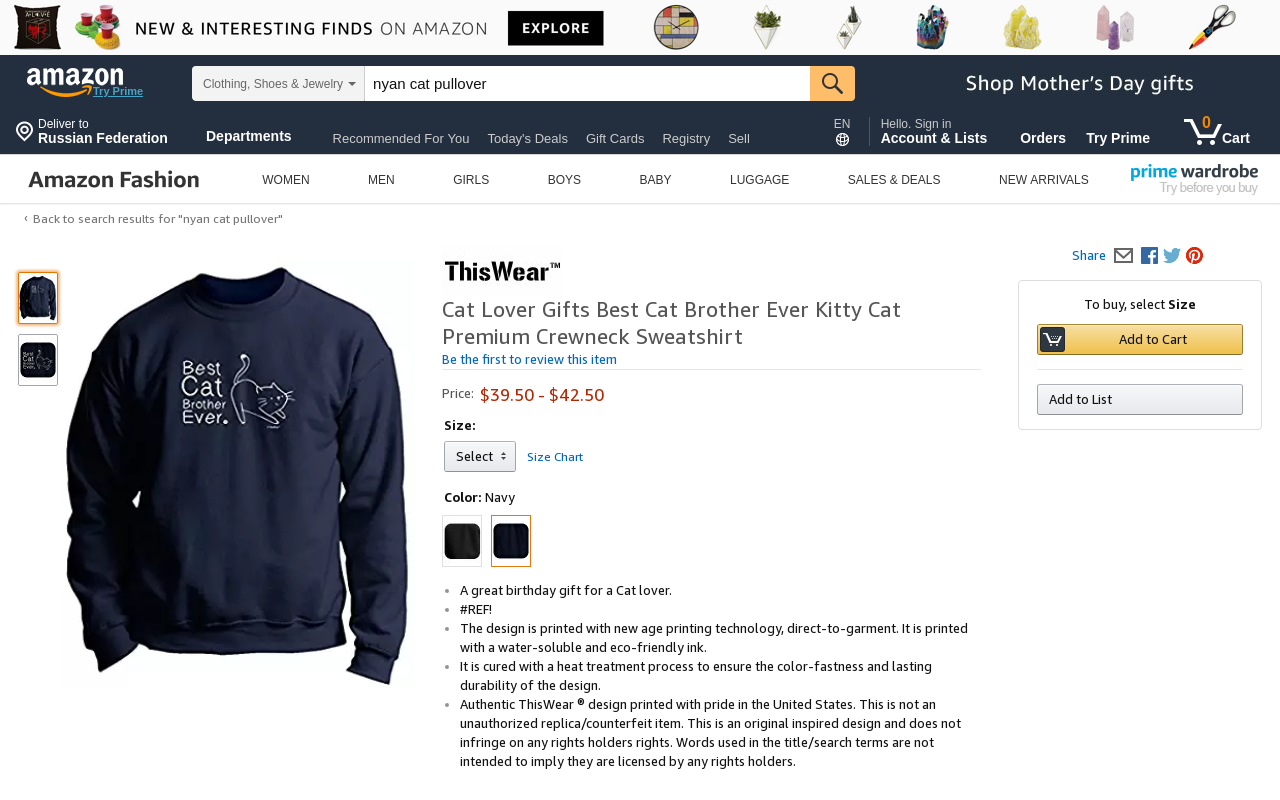 NEW & INTERESTING FINDS ON AMAZON EXPLORE
amazon
Try Prime
Clothing, Shoes & Jewelry nyan cat pullover
Shop Mother's Day gifts
Deliver to
Russian Federation
Departments
Recommended For You Today's Deals Gift Cards Registry Sell
EN
Hello. Sign in
Account & Lists
Orders
Try Prime
0
Cart
Amazon Fashion
WOMEN MEN GIRLS BOYS BABY LUGGAGE SALES & DEALS NEW ARRIVALS
prime wardrobe
Try before you buy
‹ Back to search results for "nyan cat pullover"
Best
Cat
Brother
Ever.
ThisWear™
Cat Lover Gifts Best Cat Brother Ever Kitty Cat
Premium Crewneck Sweatshirt
Be the first to review this item
Price: $39.50 - $42.50
Size:
Select Size Chart
Color: Navy
A great birthday gift for a Cat lover.
#REF!
The design is printed with new age printing technology, direct-to-garment. It is printed
with a water-soluble and eco-friendly ink.
It is cured with a heat treatment process to ensure the color-fastness and lasting
durability of the design.
Authentic ThisWear ® design printed with pride in the United States. This is not an
unauthorized replica/counterfeit item. This is an original inspired design and does not
infringe on any rights holders rights. Words used in the title/search terms are not
intended to imply they are licensed by any rights holders.
Share
To buy, select Size
Add to Cart
Add to List